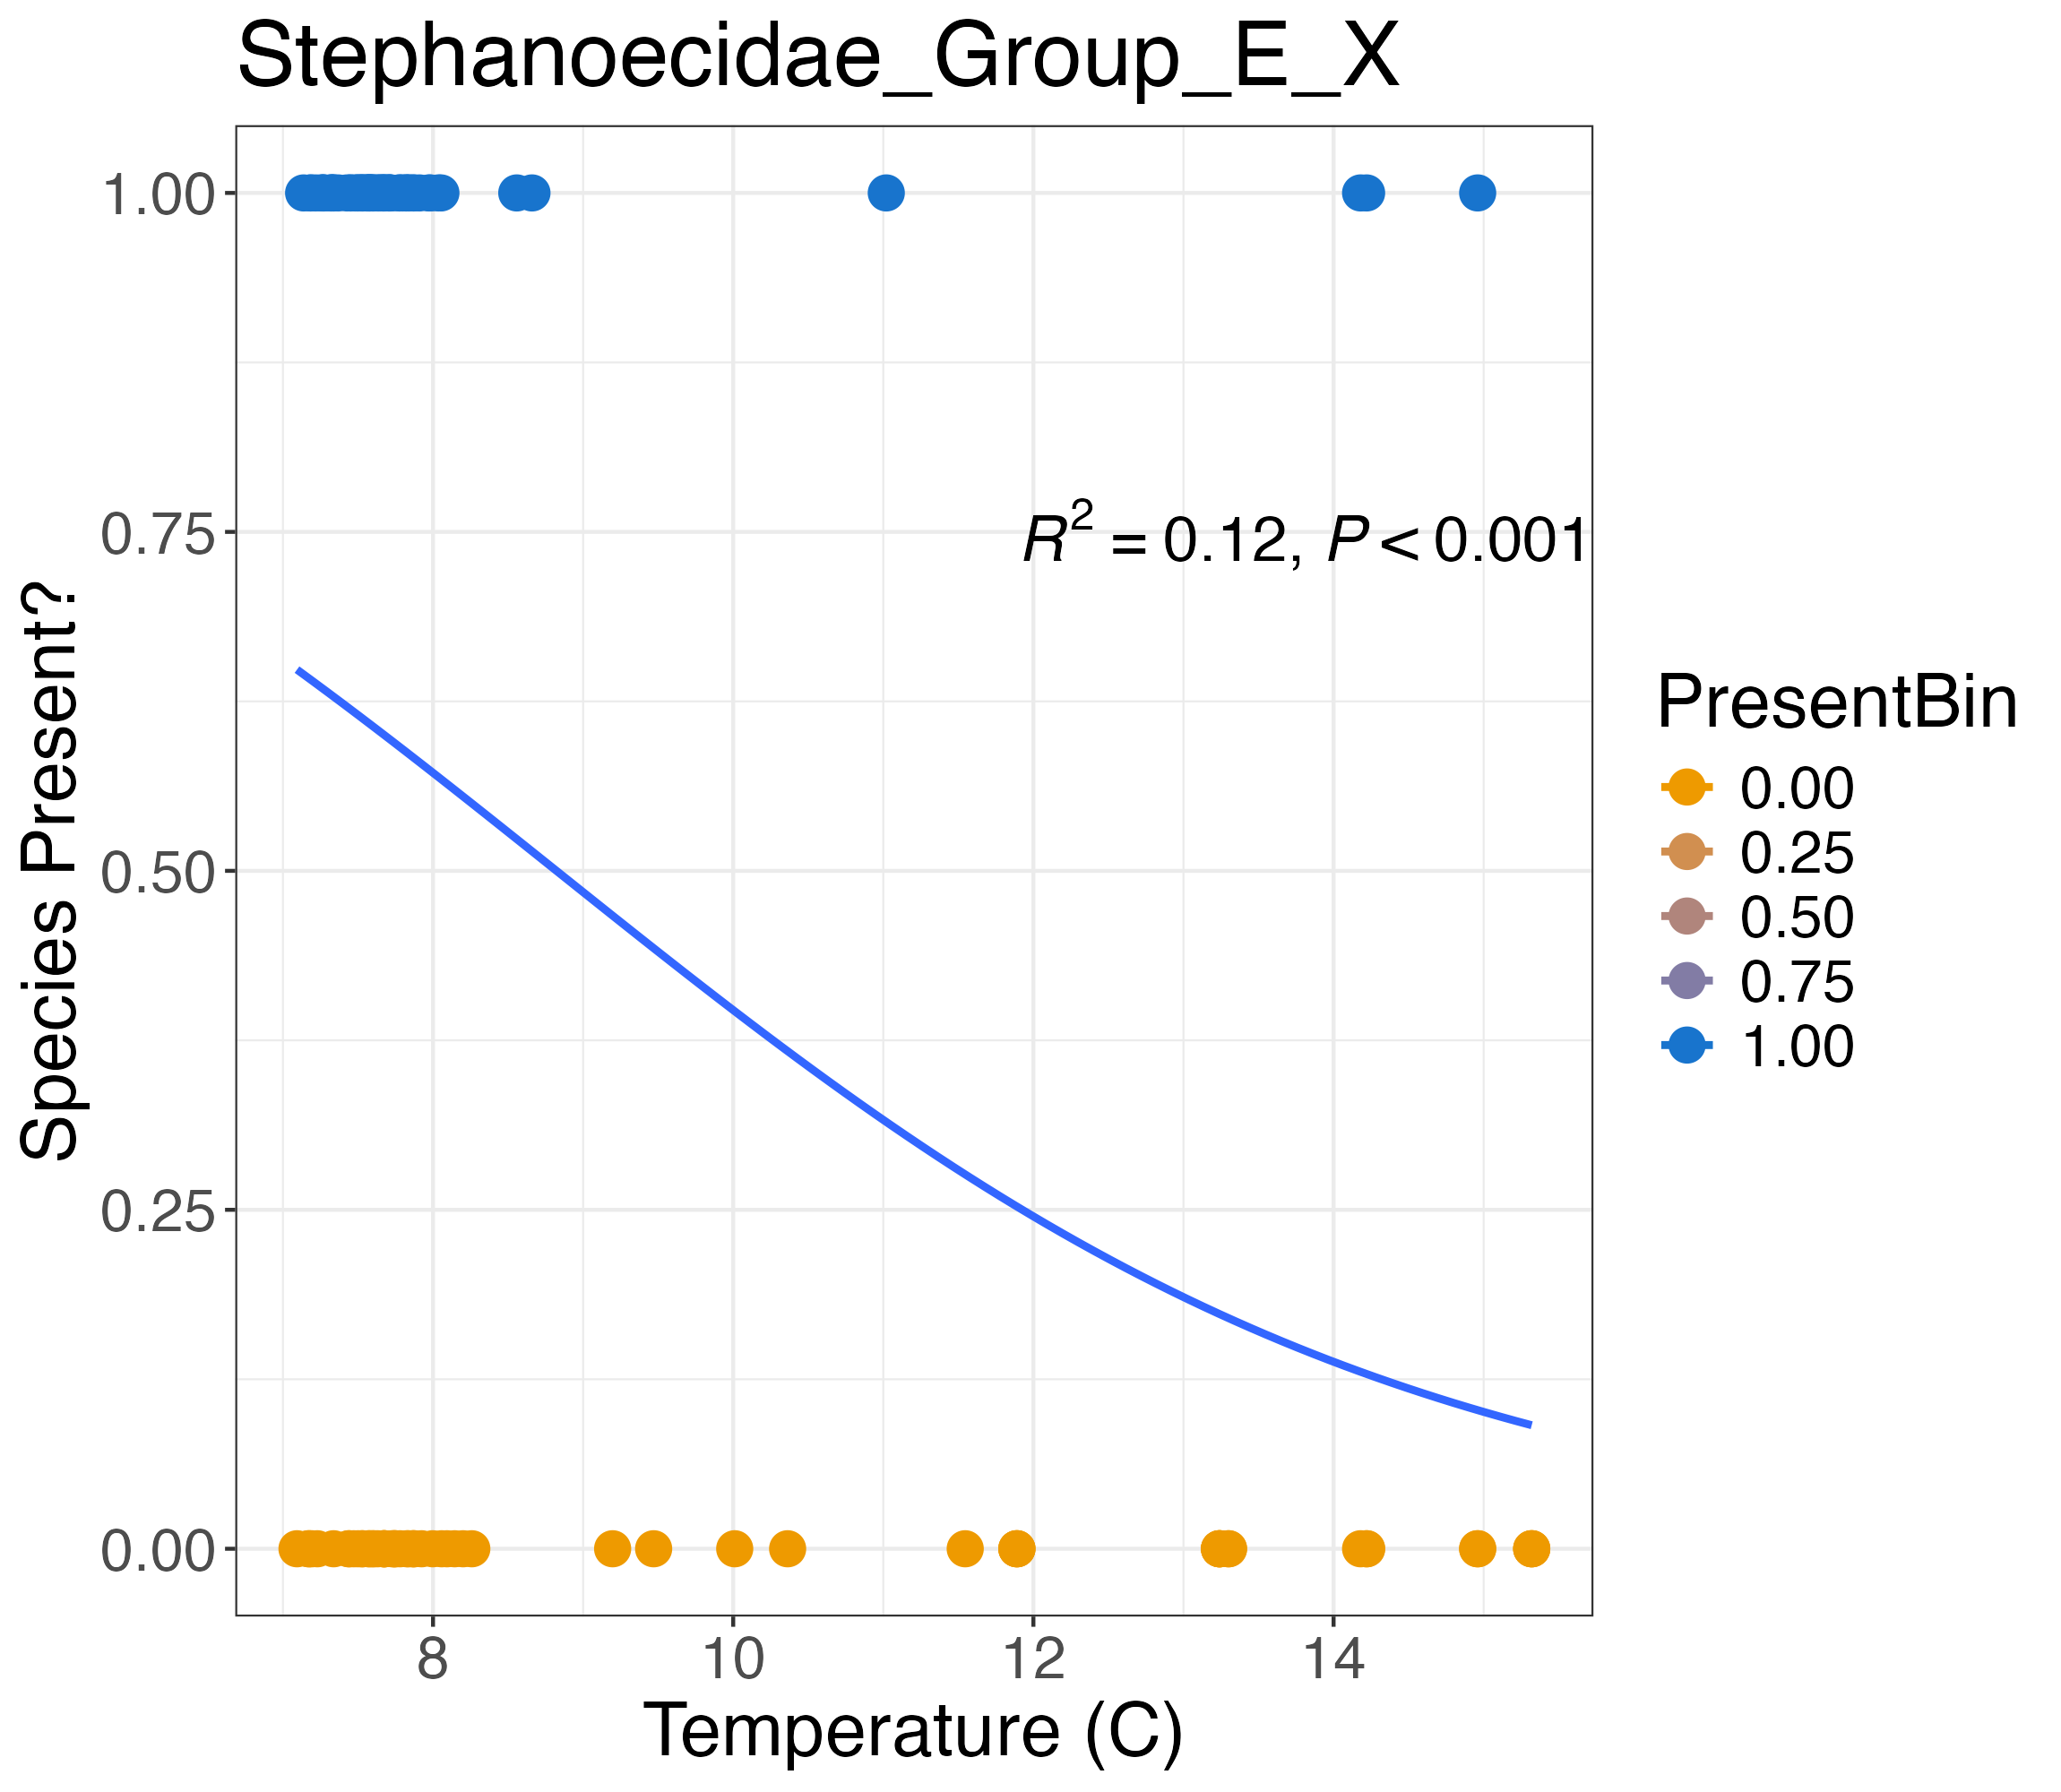 Stephanoecidae_Group_E_X
1.00
0.75
0.50
0.25
0.00
Species Present?
R² = 0.12, P < 0.001
8 10 12 14
Temperature (C)
PresentBin
0.00
0.25
0.50
0.75
1.00